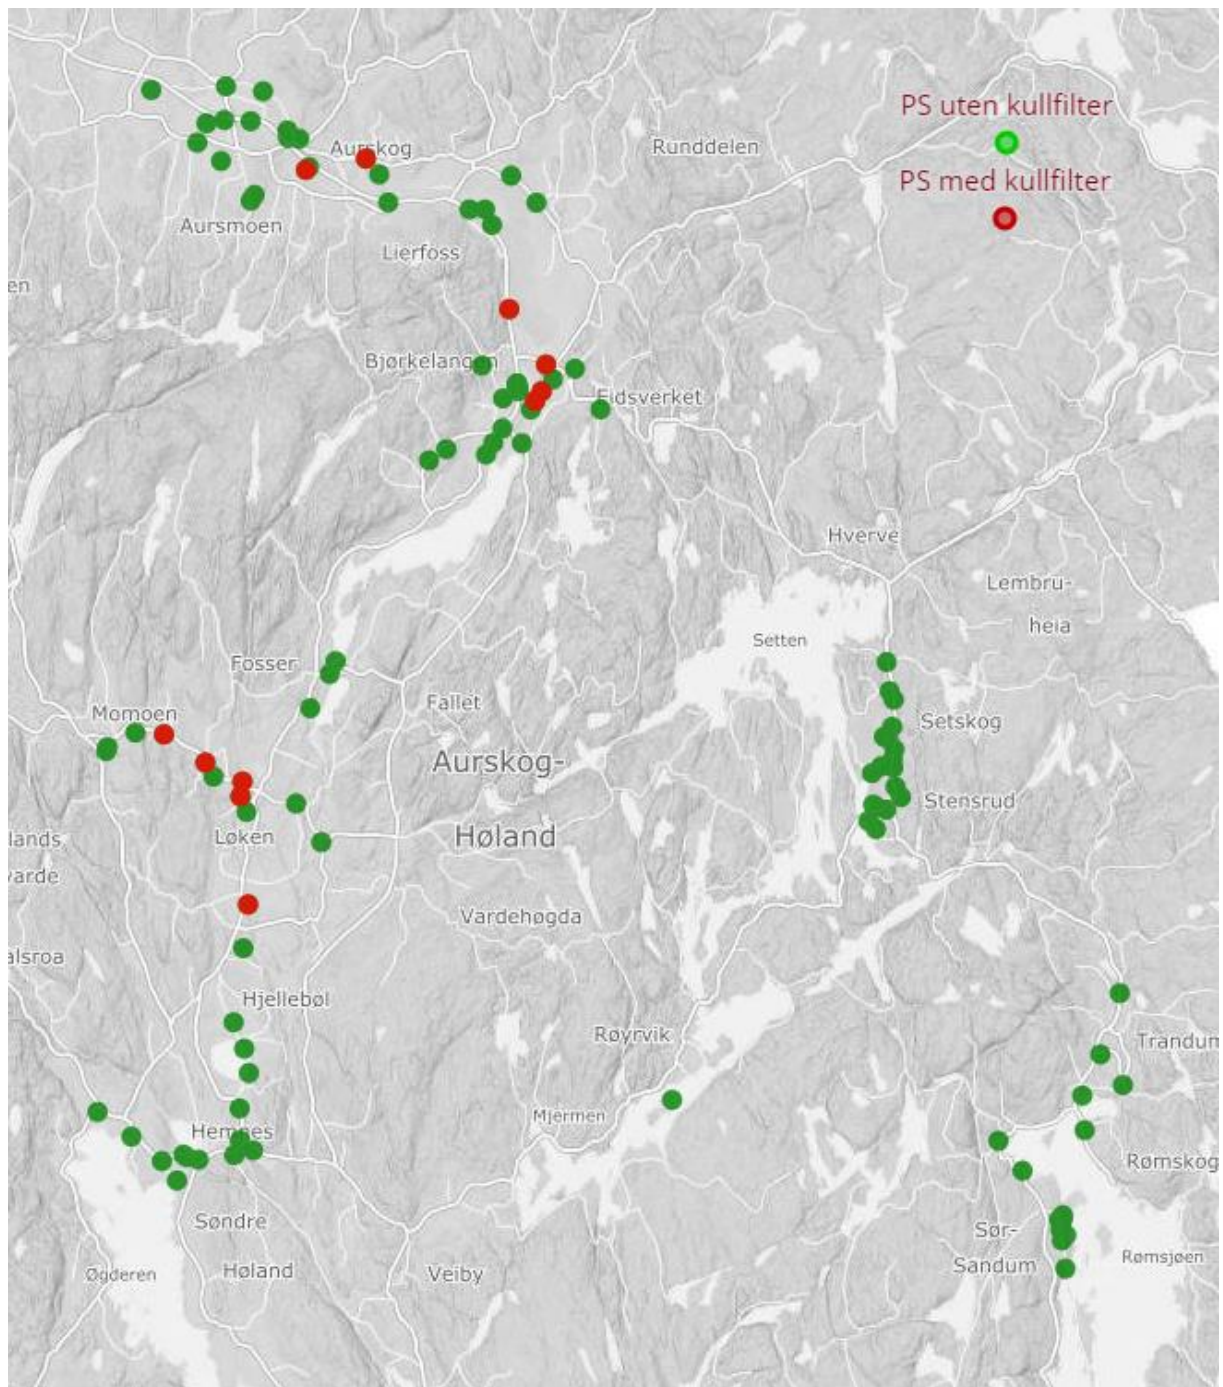 PS uten kullfilter
Aurskog
Runddelen
PS med kullfilter
Aursmoen
Lierfoss
en
Bjørkelangen
Eidsverket
Hverve
Lembru-
heia
Setten
Fosser
Fallet
Momoen
Setskog
Aurskog-
Høland
Stensrud
Løken
lands
varde
Vardehøgda
alsroa
Hjellebøl
Røyrvik
Trandum
Mjermen
Hemnes
Rømskog
Søndre
Høland
Sør-
Sandum
Øgderen
Veiby
Rømsjøen